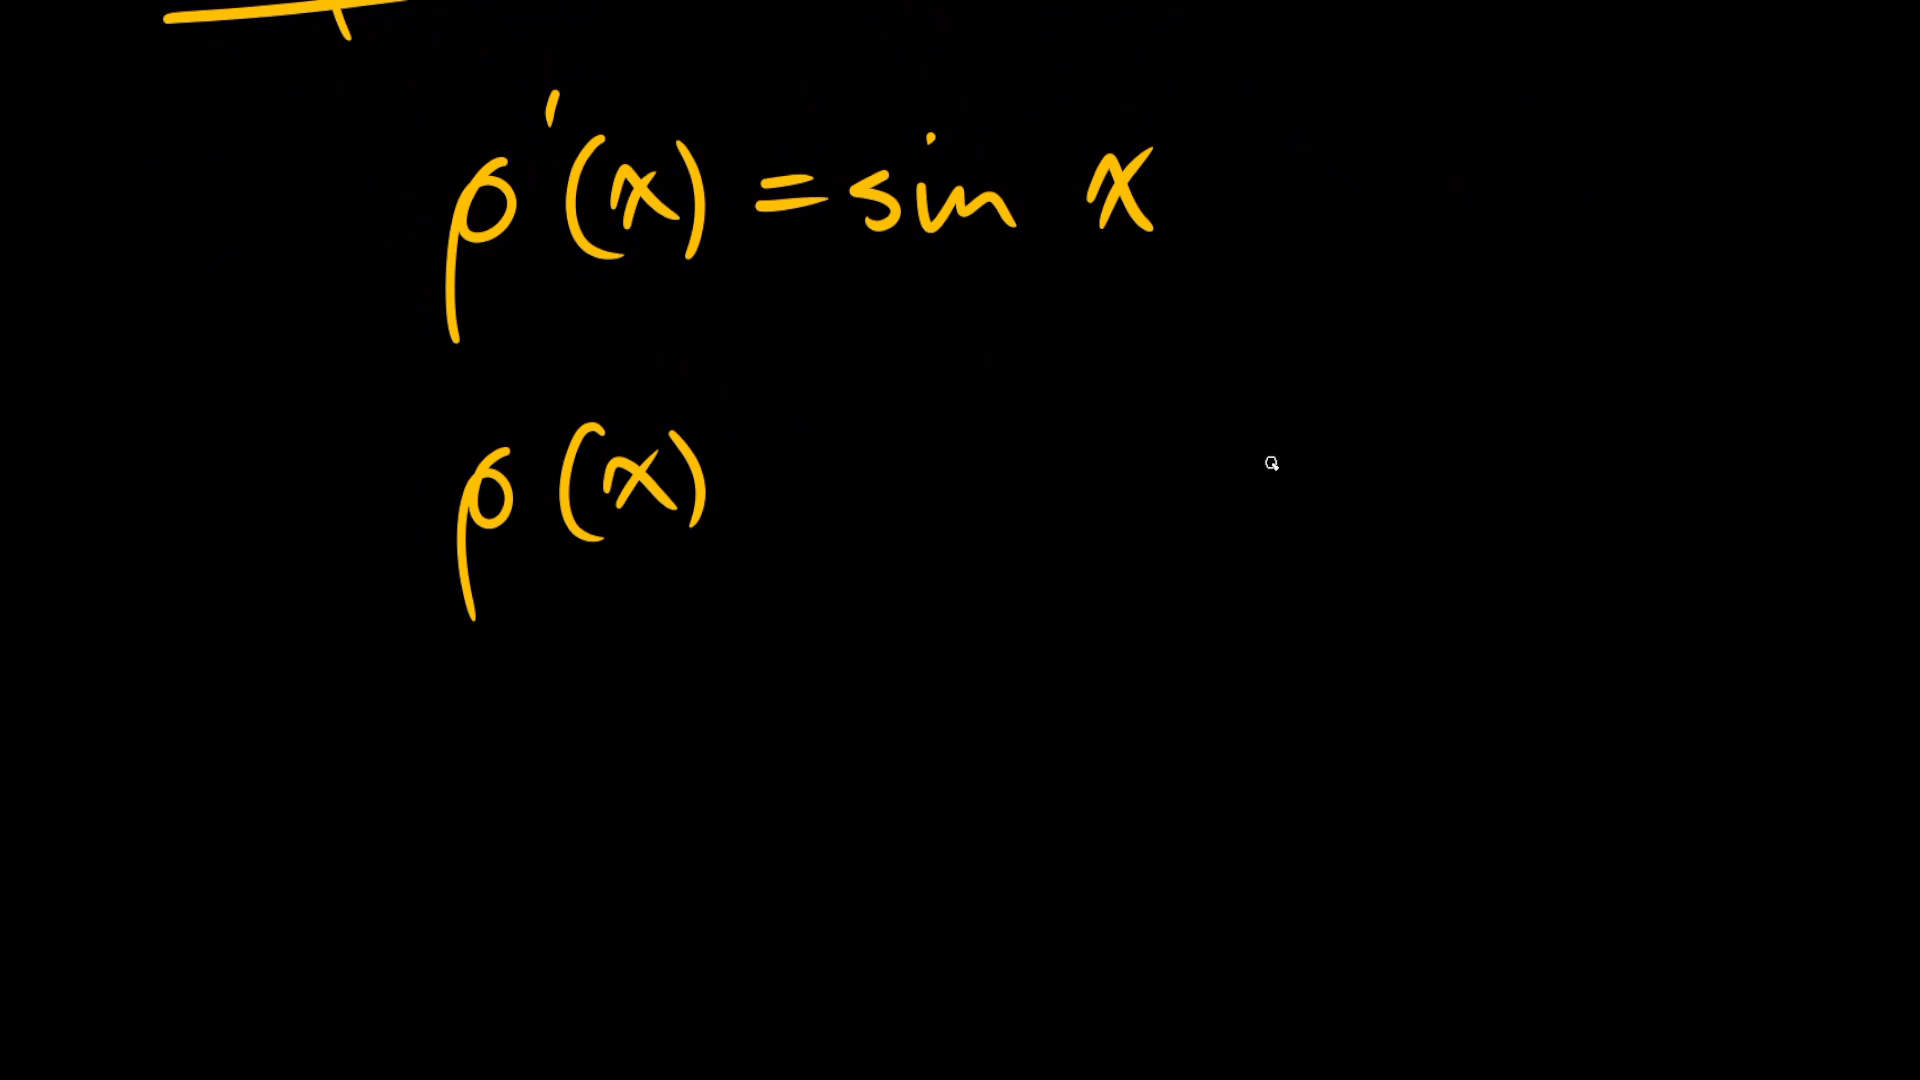 ρ'(x) = sin x
ρ(x)